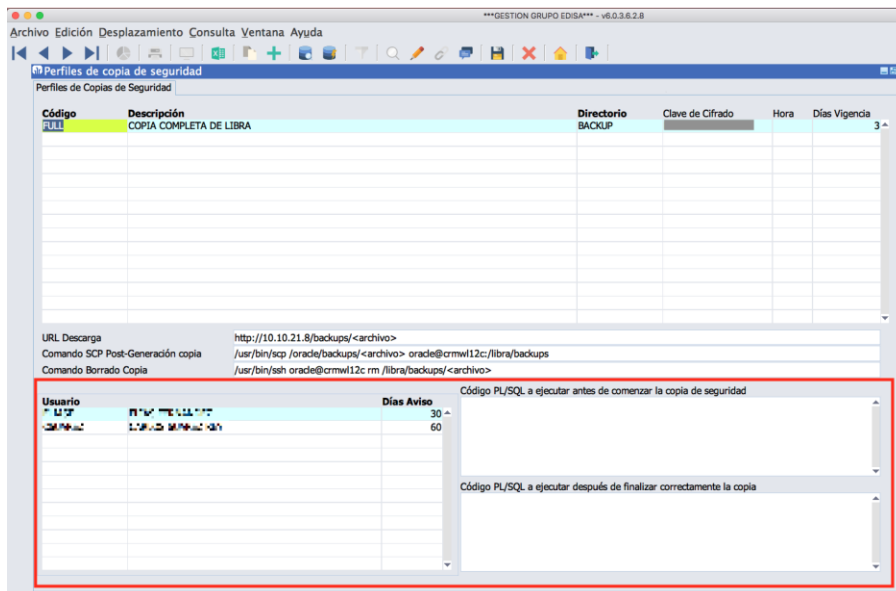 ***GESTION GRUPO EDISA*** - v6.0.3.6.2.8
Archivo Edición Desplazamiento Consulta Ventana Ayuda
Perfiles de copia de seguridad
Perfiles de Copias de Seguridad
Código Descripción Directorio Clave de Cifrado Hora Días Vigencia
FULL COPIA COMPLETA DE LIBRA BACKUP 3
URL Descarga http://10.10.21.8/backups/<archivo>
Comando SCP Post-Generación copia /usr/bin/scp /oracle/backups/<archivo> oracle@crmwl12c:/libra/backups
Comando Borrado Copia /usr/bin/ssh oracle@crmwl12c rm /libra/backups/<archivo>
Usuario Días Aviso
30
60
Código PL/SQL a ejecutar antes de comenzar la copia de seguridad
Código PL/SQL a ejecutar después de finalizar correctamente la copia